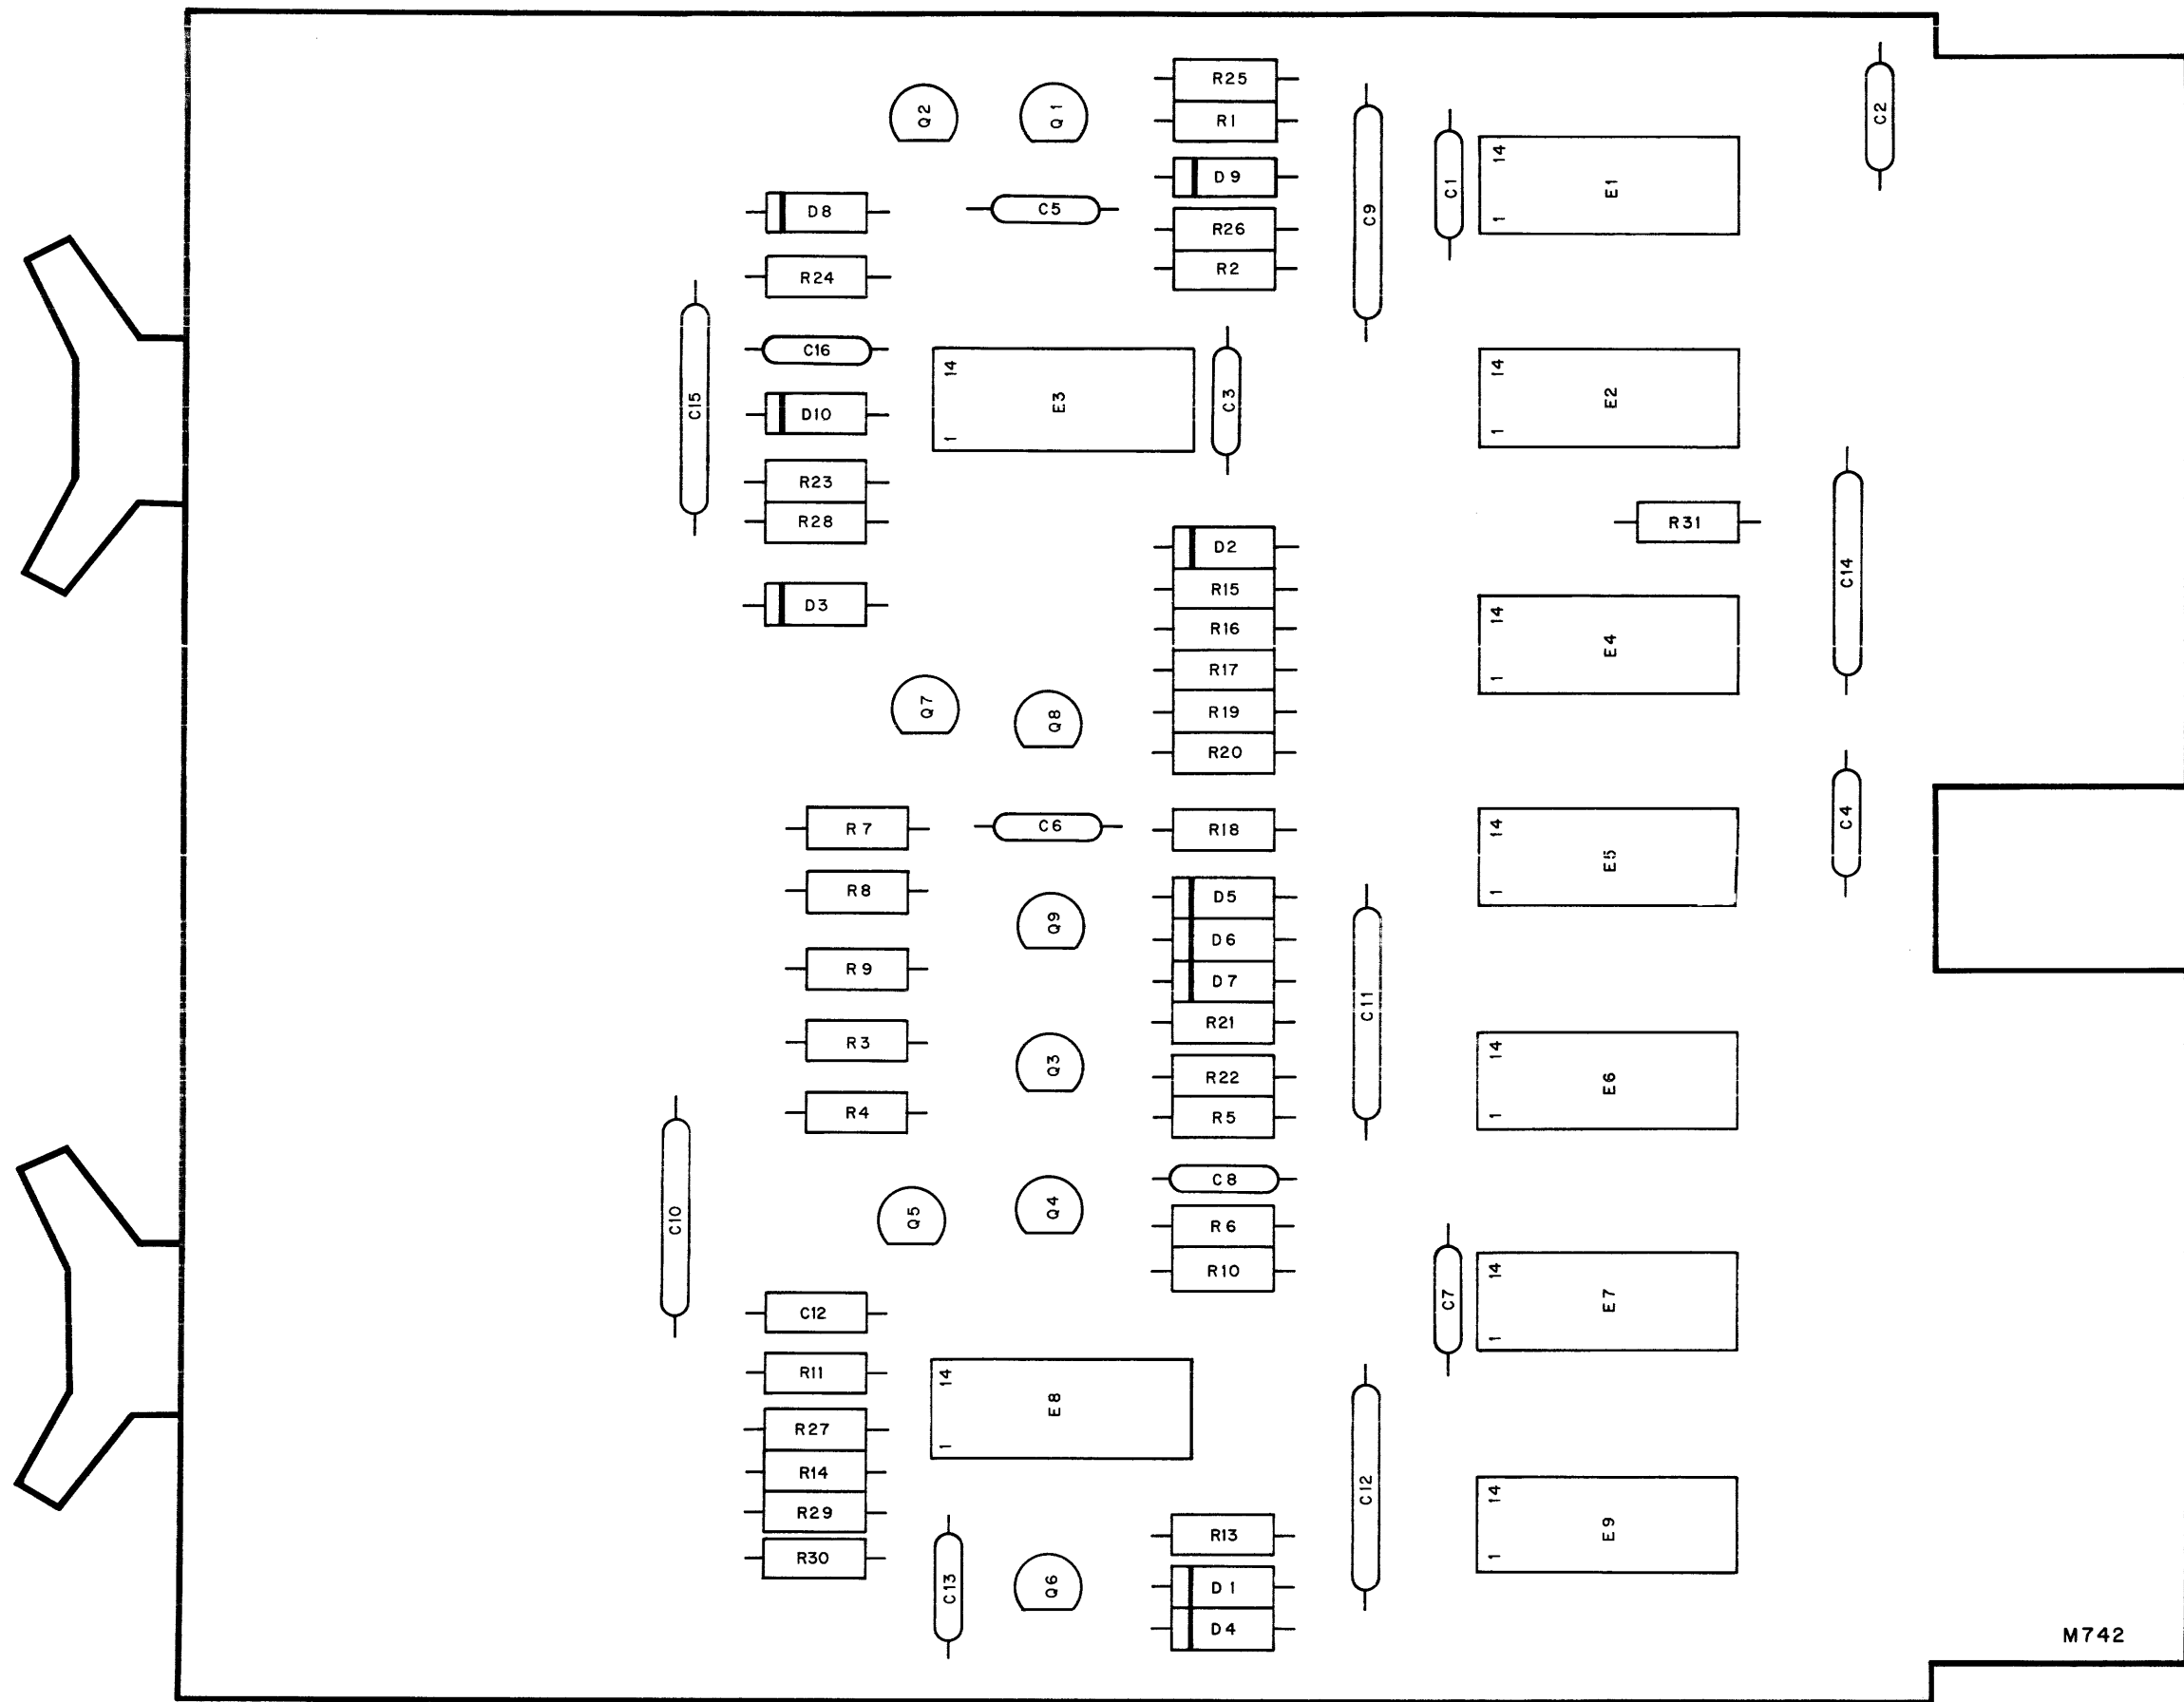 R25
C2
Q2
Q1
R1
14
C1
D9
E1
C5
C9
D8
1
R26
R2
R24
C16
14
14
C15
E3
C3
E2
D10
1
1
R23
R28
R31
D2
C14
R15
D3
14
R16
E4
R17
1
Q7
Q8
R19
R20
C4
R7
C6
R18
14
E5
R8
D5
1
Q9
D6
R9
D7
C11
R21
R3
14
Q3
R22
E6
R4
R5
1
C8
C10
Q5
Q4
R6
R10
14
C7
E7
C12
1
R11
14
E8
R27
1
R14
C12
14
R29
R13
E9
R30
1
C13
Q6
D1
D4
M742